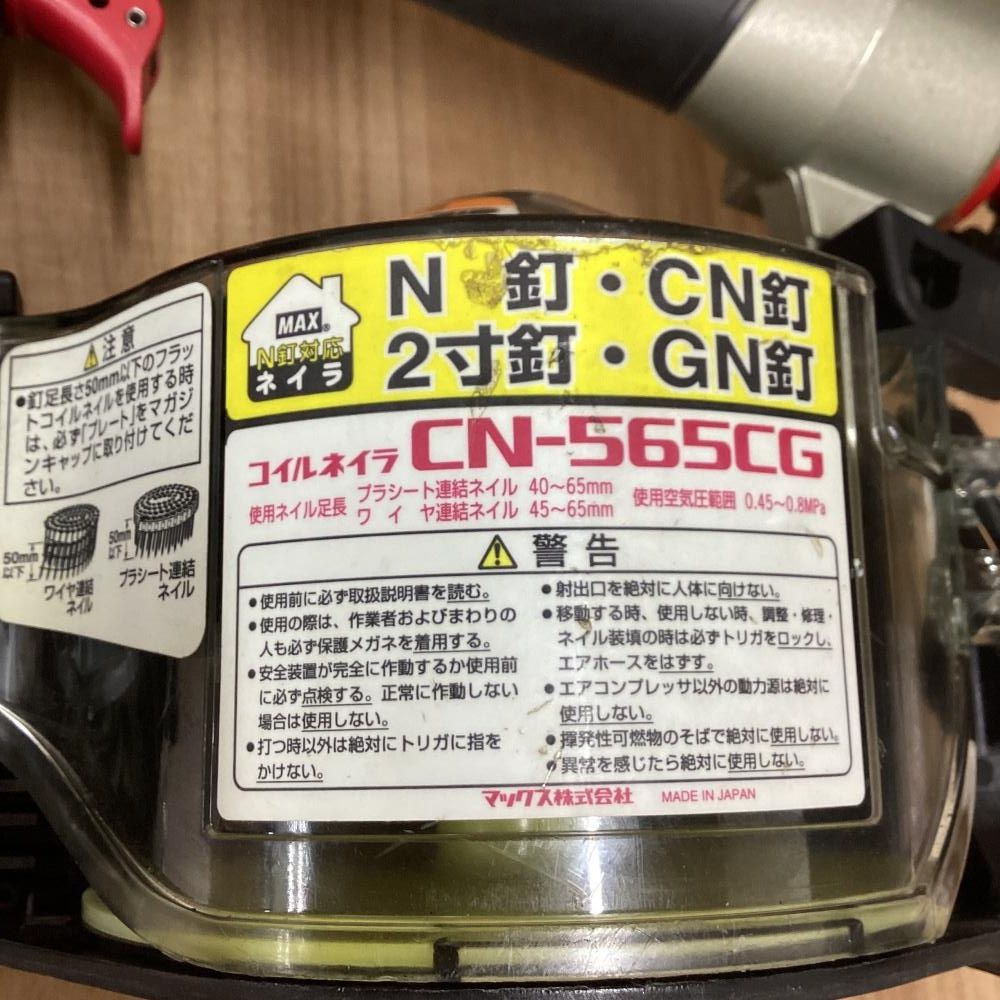 注意
●釘足長さ50mm以下のフラッ
トコイルネイルを使用する時
は、必ず「プレート」をマガジ
ンキャップに取り付けてくだ
さい。
50mm
以下
ワイヤ連結
ネイル
50mm
以下
プラシート連結
ネイル
MAX®
N釘対応
ネイラ
N 釘・CN釘
2寸釘・GN釘
コイルネイラ CN-565CG
使用ネイル足長 プラシート連結ネイル 40〜65mm
ワイヤ連結ネイル 45〜65mm
使用空気圧範囲 0.45〜0.8MPa
警告
●使用前に必ず取扱説明書を読む。
●使用の際は、作業者およびまわりの
人も必ず保護メガネを着用する。
●安全装置が完全に作動するか使用前
に必ず点検する。正常に作動しない
場合は使用しない。
●打つ時以外は絶対にトリガに指を
かけない。
●射出口を絶対に人体に向けない。
●移動する時、使用しない時、調整・修理・
ネイル装填の時は必ずトリガをロックし、
エアホースをはずす。
●エアコンプレッサ以外の動力源は絶対に
使用しない。
●揮発性可燃物のそばで絶対に使用しない。
●異常を感じたら絶対に使用しない。
マックス株式会社 MADE IN JAPAN